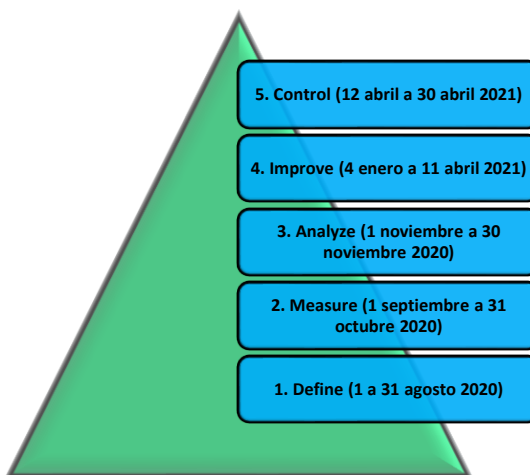 5. Control (12 abril a 30 abril 2021)
4. Improve (4 enero a 11 abril 2021)
3. Analyze (1 noviembre a 30
noviembre 2020)
2. Measure (1 septiembre a 31
octubre 2020)
1. Define (1 a 31 agosto 2020)